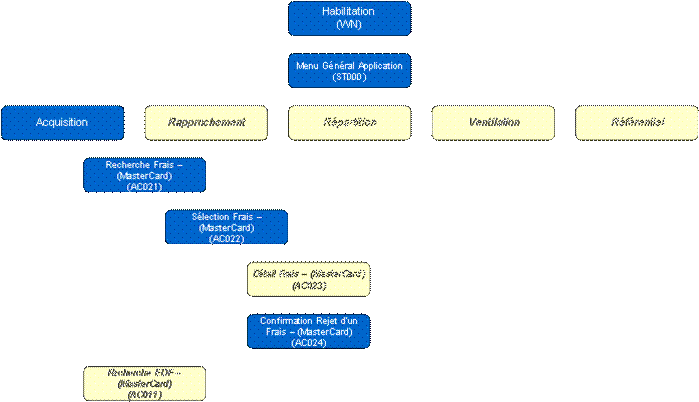 Habilitation
(VVN)
Menu Général Application
(ST000)
Acquisition
Rapprochement
Répartition
Ventilation
Référentiel
Recherche Frais –
(MasterCard)
(AC021)
Sélection Frais –
(MasterCard)
(AC022)
Détail Frais – (MasterCard)
(AC023)
Confirmation Rejet d'un
Frais – (MasterCard)
(AC024)
Recherche EDF –
(MasterCard)
(AC011)